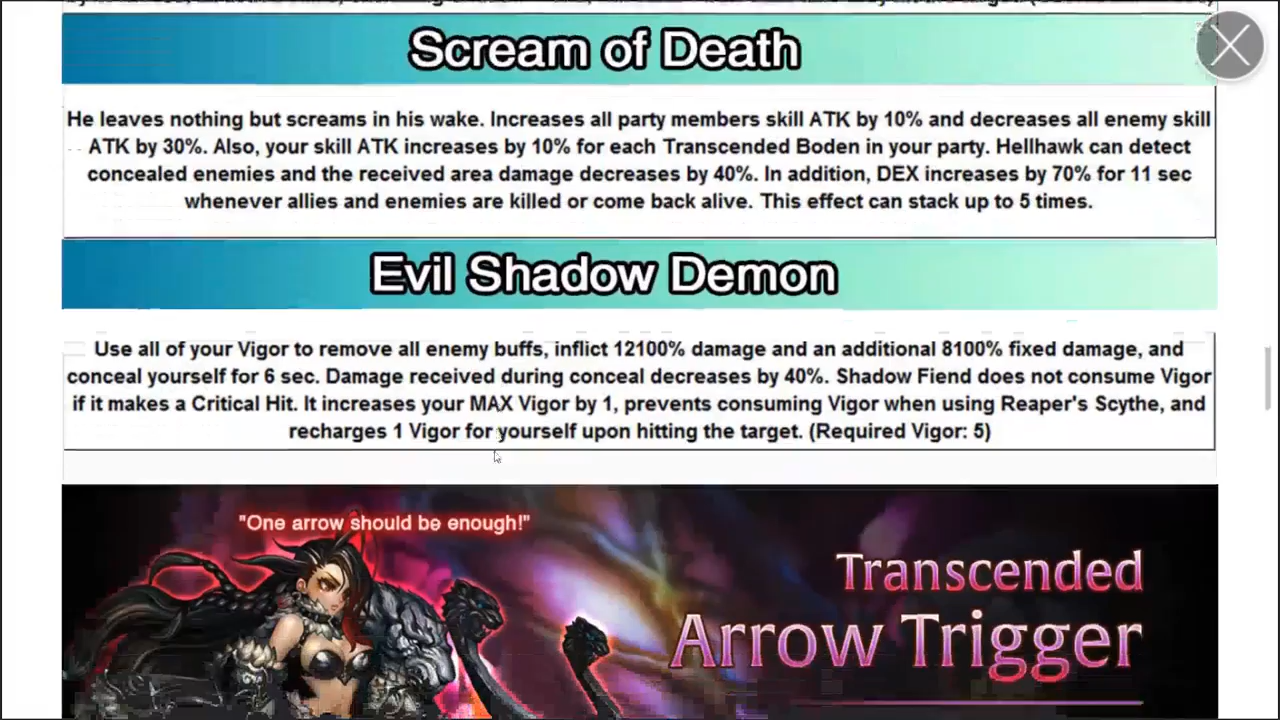 Scream of Death
He leaves nothing but screams in his wake. Increases all party members skill ATK by 10% and decreases all enemy skill
ATK by 30%. Also, your skill ATK increases by 10% for each Transcended Boden in your party. Hellhawk can detect
concealed enemies and the received area damage decreases by 40%. In addition, DEX increases by 70% for 11 sec
whenever allies and enemies are killed or come back alive. This effect can stack up to 5 times.
Evil Shadow Demon
Use all of your Vigor to remove all enemy buffs, inflict 12100% damage and an additional 8100% fixed damage, and
conceal yourself for 6 sec. Damage received during conceal decreases by 40%. Shadow Fiend does not consume Vigor
if it makes a Critical Hit. It increases your MAX Vigor by 1, prevents consuming Vigor when using Reaper's Scythe, and
recharges 1 Vigor for yourself upon hitting the target. (Required Vigor: 5)
"One arrow should be enough!"
Transcended
Arrow Trigger